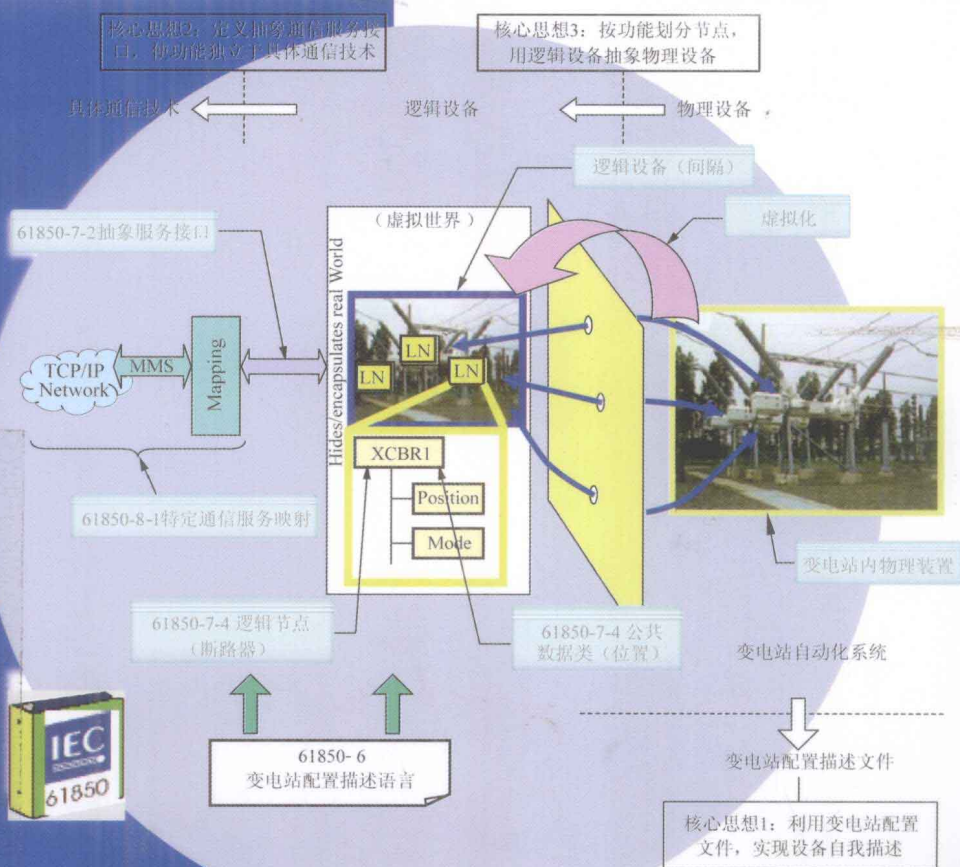 核心思想2：定义抽象通信服务接
口，使功能独立于具体通信技术
核心思想3：按功能划分节点，
用逻辑设备抽象物理设备
具体通信技术
逻辑设备
物理设备
逻辑设备（间隔）
虚拟化
61850-7-2抽象服务接口
（虚拟世界）
Hides/encapsulates real World
LN
LN
LN
TCP/IP
Network
MMS
Mapping
XCBR1
Position
Mode
61850-8-1特定通信服务映射
变电站内物理装置
61850-7-4 逻辑节点
（断路器）
61850-7-4 公共
数据类（位置）
变电站自动化系统
IEC
61850
61850- 6
变电站配置描述语言
变电站配置描述文件
核心思想1：利用变电站配置
文件，实现设备自我描述